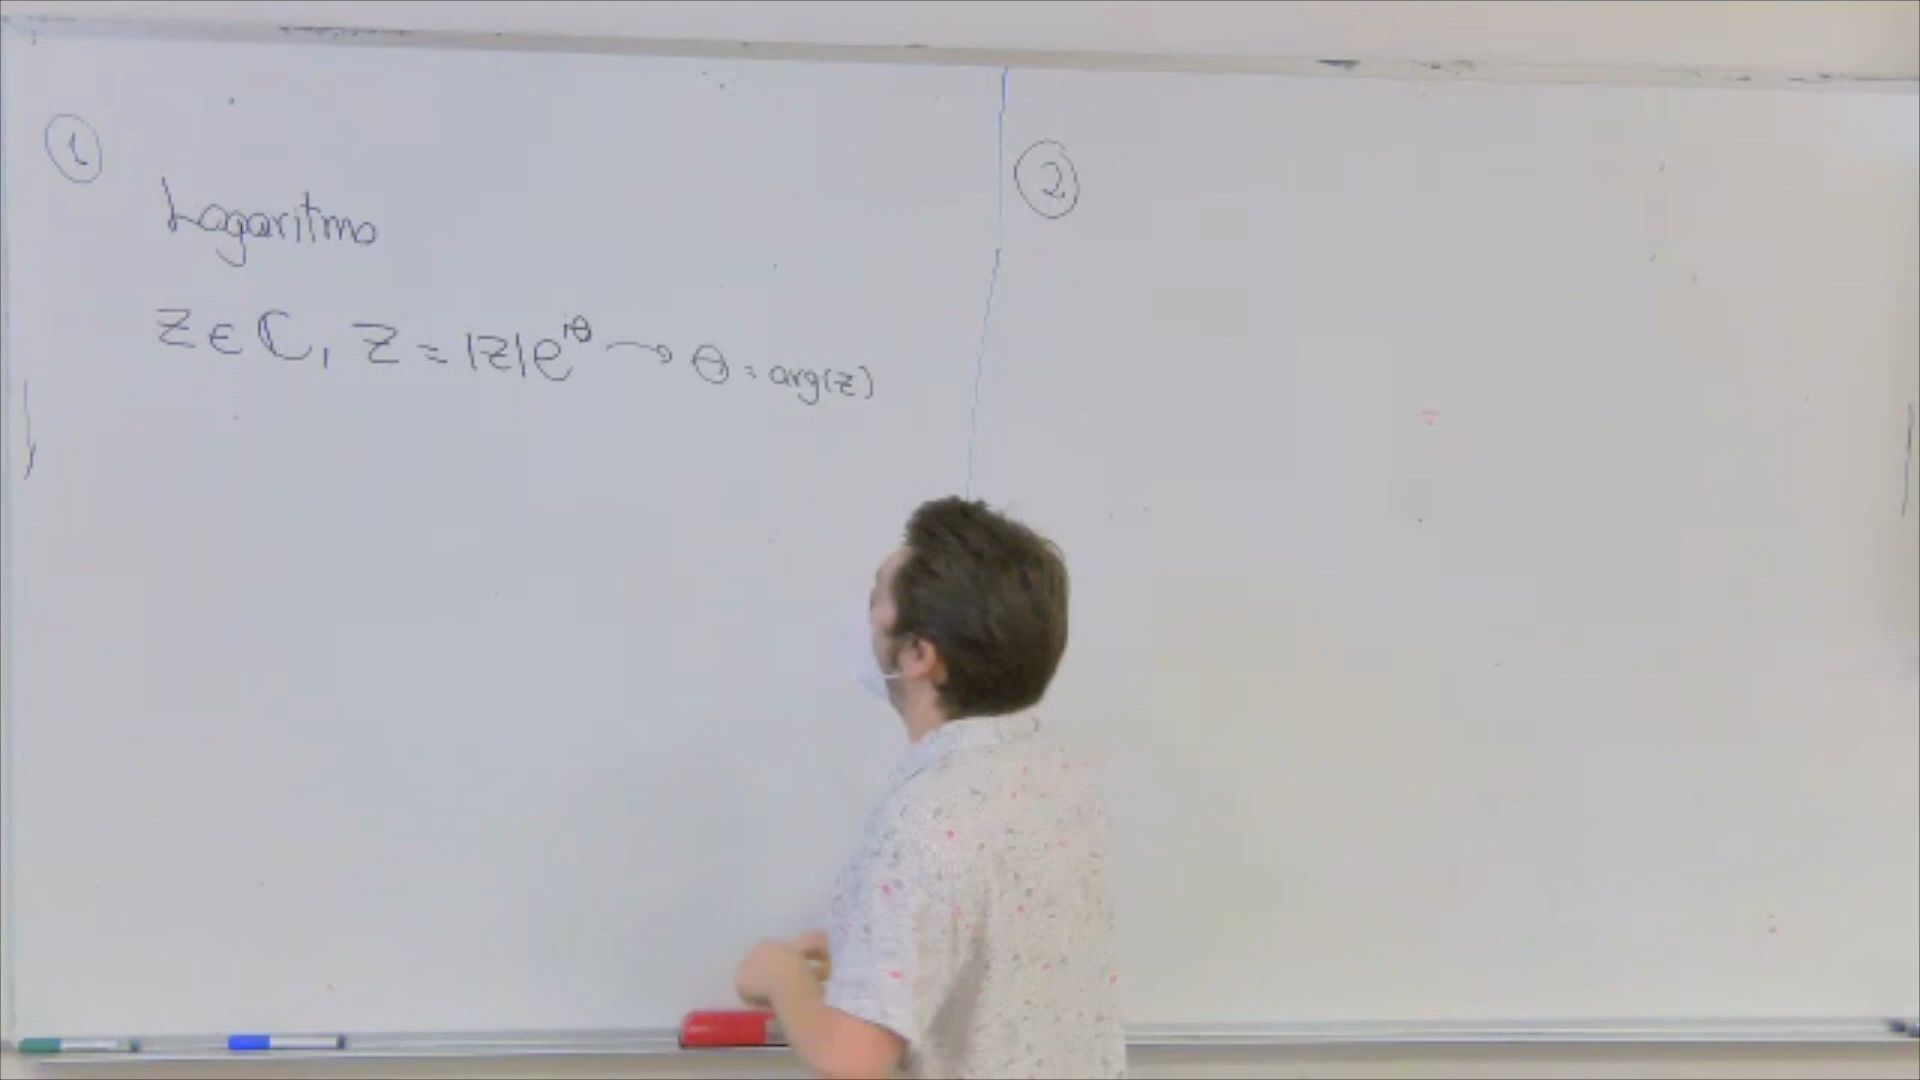 1
Logaritmo
Z ∈ ℂ, Z = |Z|e^{iθ} ⟶ θ = arg(z)
2